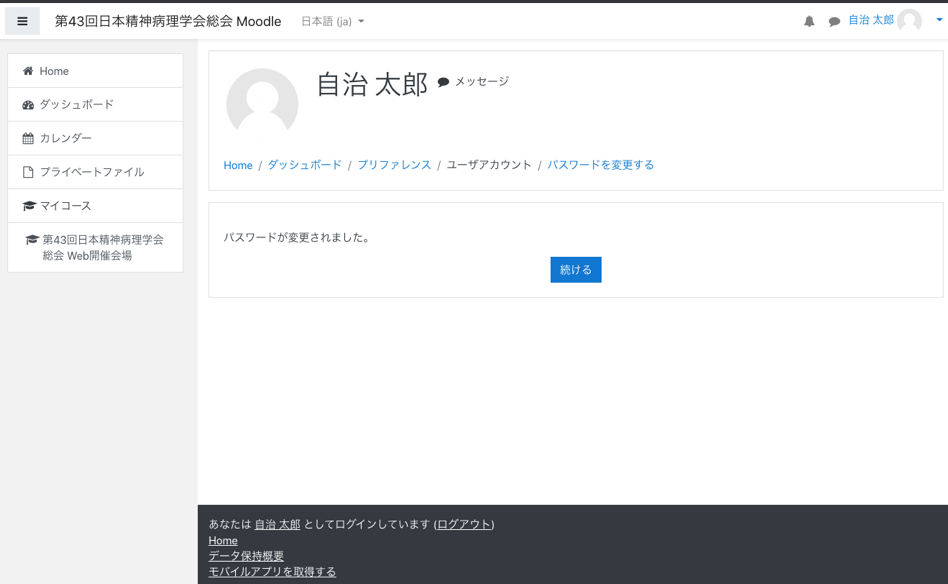 第43回日本精神病理学会総会 Moodle 日本語 (ja) 自治 太郎
Home
ダッシュボード
カレンダー
プライベートファイル
マイコース
第43回日本精神病理学会
総会 Web開催会場
自治 太郎 メッセージ
Home / ダッシュボード / プリファレンス / ユーザアカウント / パスワードを変更する
パスワードが変更されました。
続ける
あなたは 自治 太郎 としてログインしています (ログアウト)
Home
データ保持概要
モバイルアプリを取得する